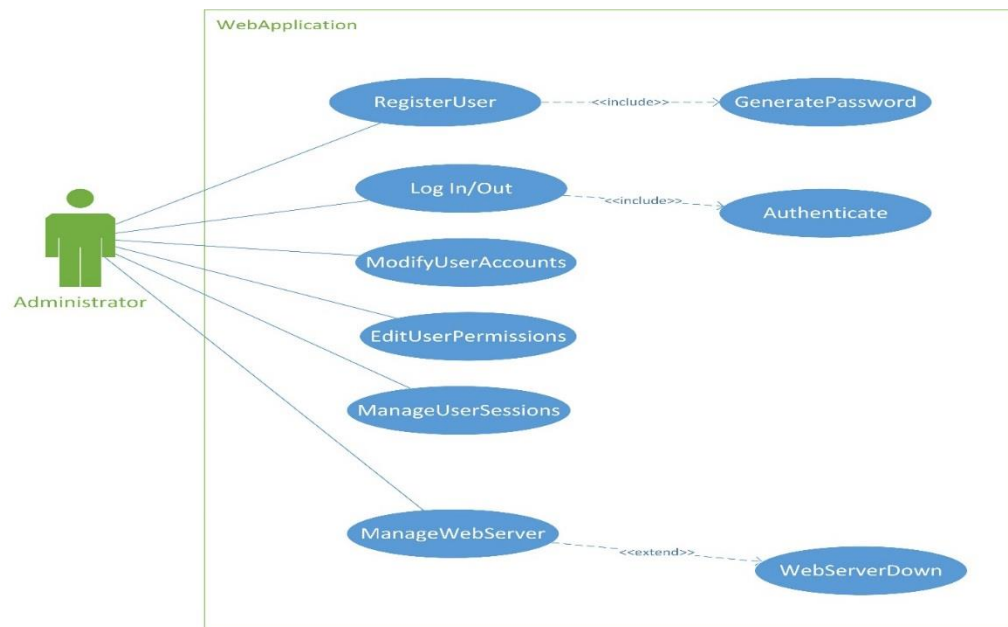 WebApplication
RegisterUser
<<include>>
GeneratePassword
Log In/Out
<<include>>
Authenticate
ModifyUserAccounts
Administrator
EditUserPermissions
ManageUserSessions
ManageWebServer
<<extend>>
WebServerDown